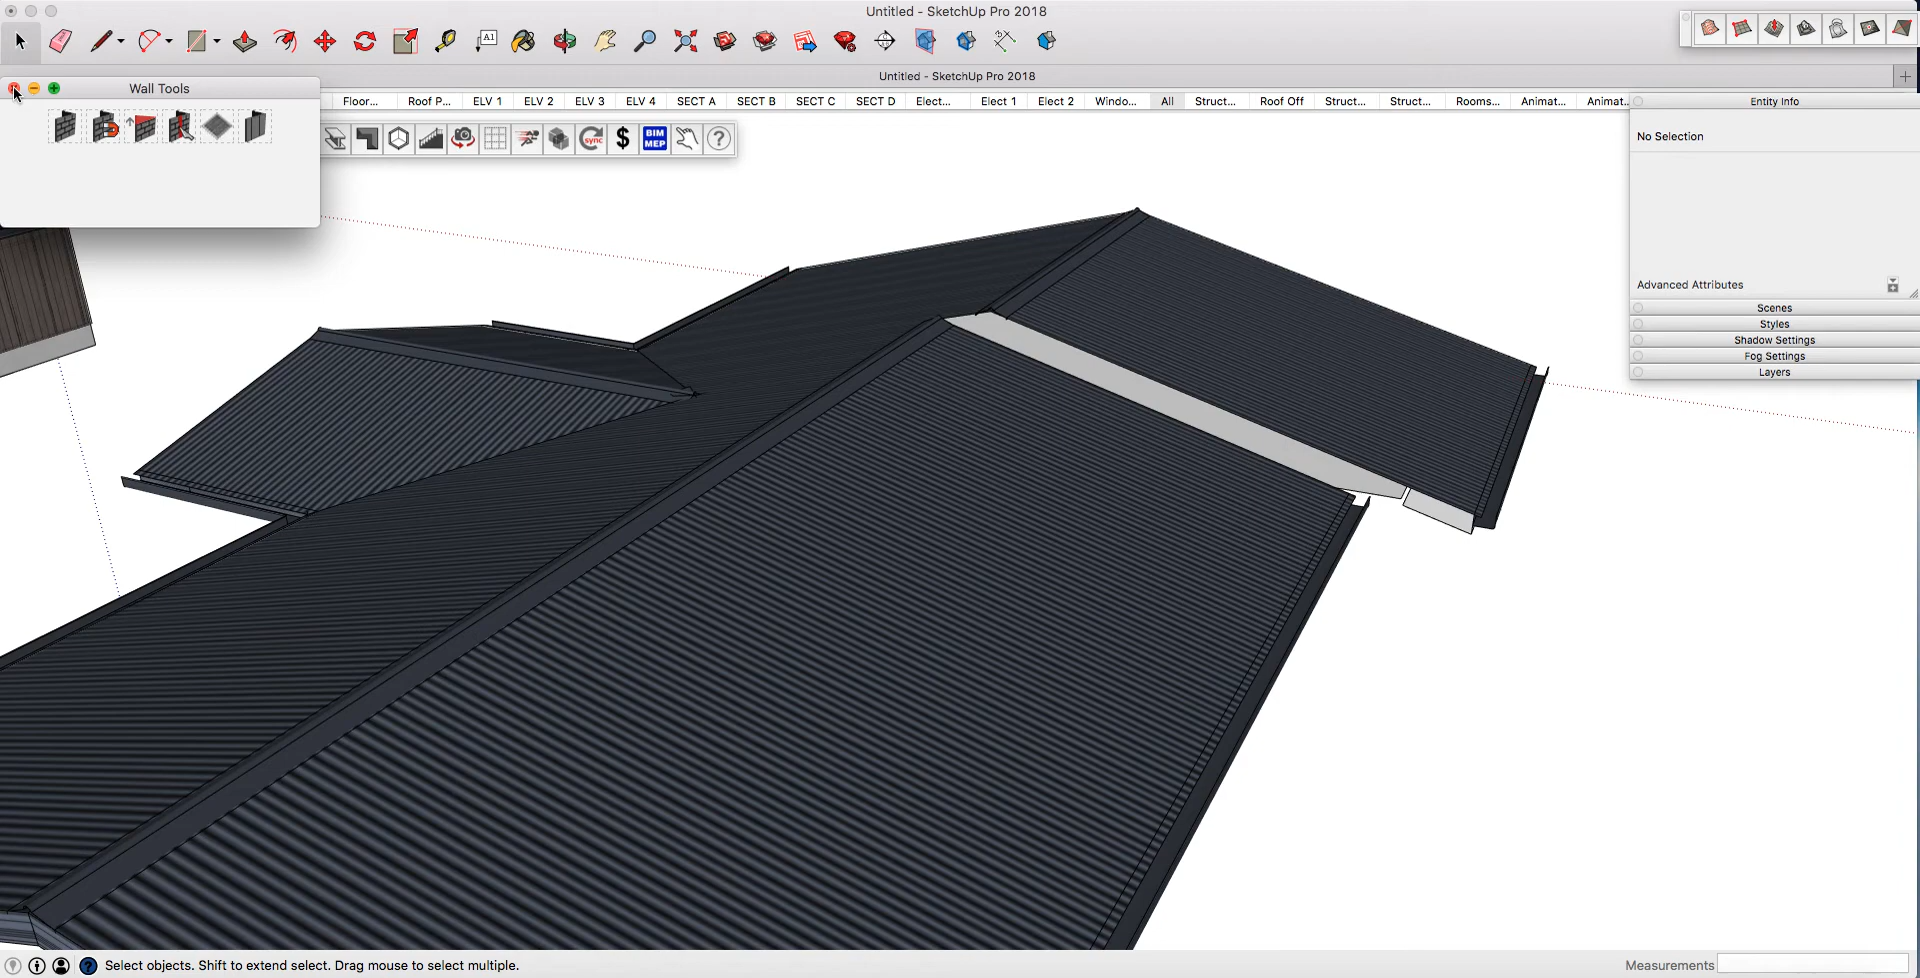 Untitled - SketchUp Pro 2018
A1
Untitled - SketchUp Pro 2018
Wall Tools
Floor... Roof P... ELV 1 ELV 2 ELV 3 ELV 4 SECT A SECT B SECT C SECT D Elect... Elect 1 Elect 2 Windo... All Struct... Roof Off Struct... Struct... Rooms... Animat... Animat...
Entity Info
sync $ BIM MEP ?
No Selection
Advanced Attributes
Scenes
Styles
Shadow Settings
Fog Settings
Layers
Select objects. Shift to extend select. Drag mouse to select multiple.
Measurements